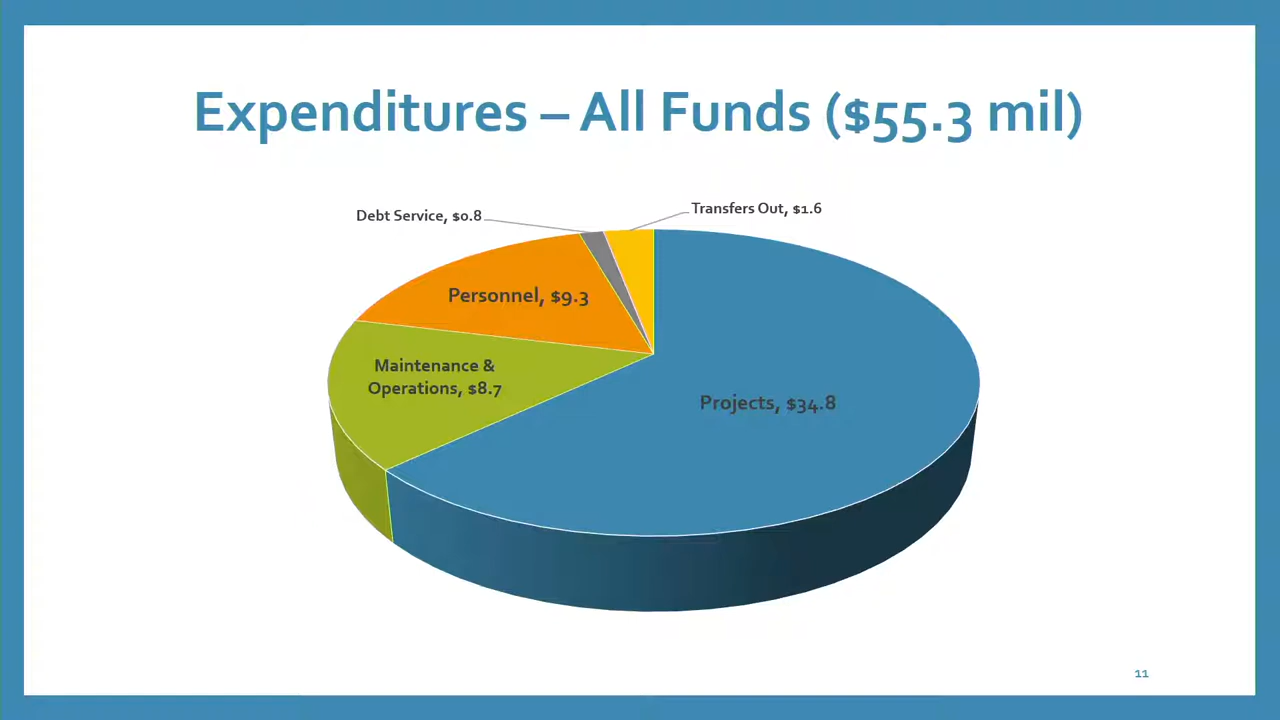 Expenditures – All Funds ($55.3 mil)
Debt Service, $0.8
Transfers Out, $1.6
Personnel, $9.3
Maintenance &
Operations, $8.7
Projects, $34.8
11